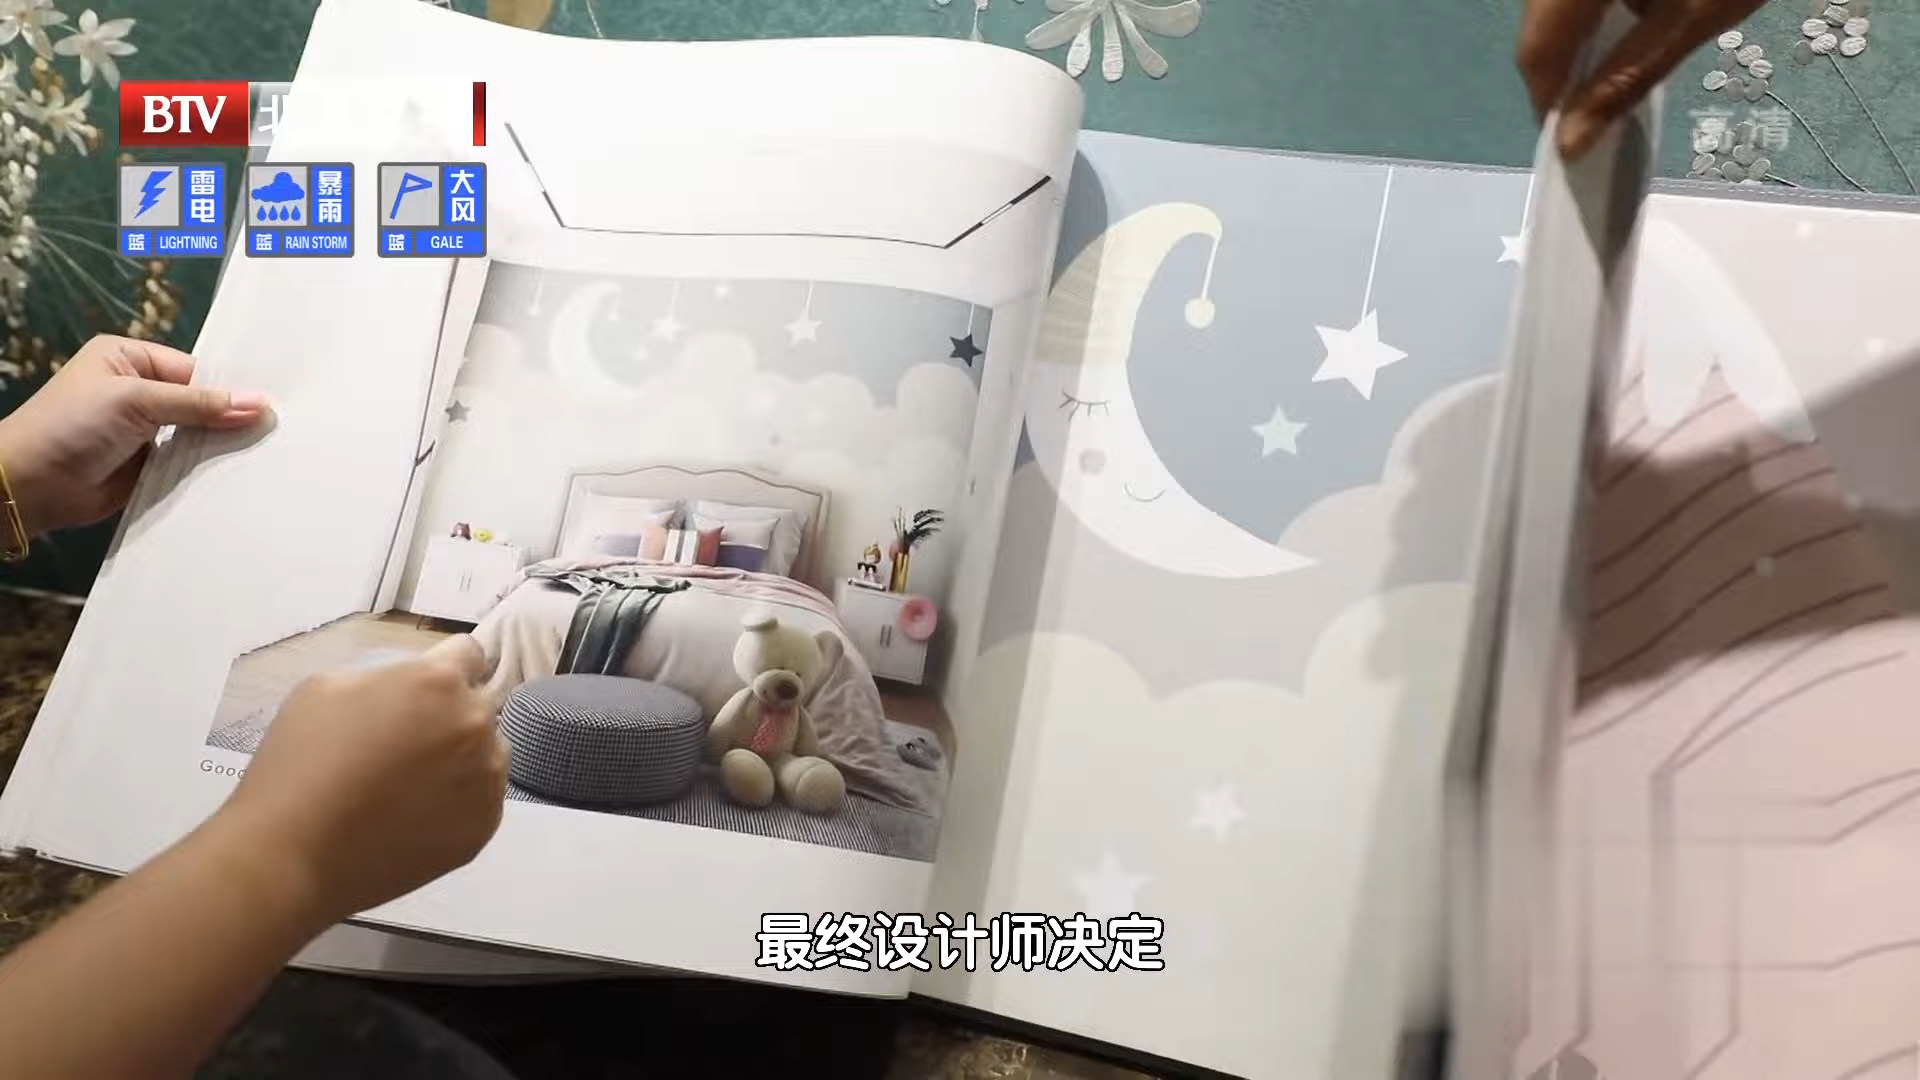 BTV
高清
雷电
蓝 LIGHTNING
暴雨
蓝 RAIN STORM
大风
蓝 GALE
Good
最终设计师决定